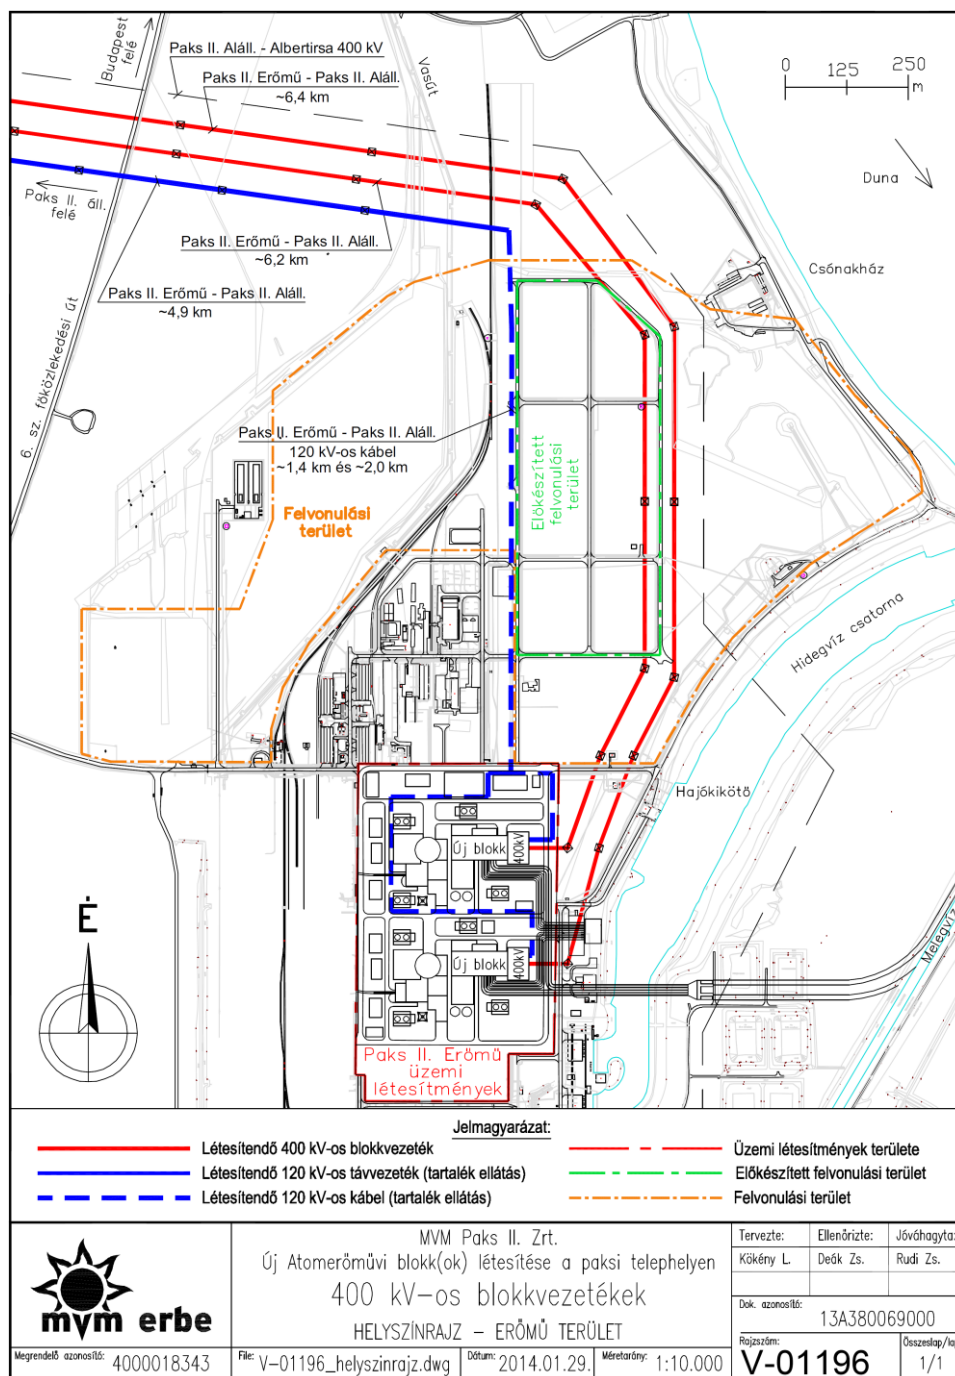 Budapest
felé
Paks II. Aláll. - Albertirsa 400 kV
Paks II. Erőmű - Paks II. Aláll.
~6,4 km
Vasút
0 125 250
m
Duna
Paks II. áll.
felé
Paks II. Erőmű - Paks II. Aláll.
~6,2 km
Paks II. Erőmű - Paks II. Aláll.
~4,9 km
Csónakház
6. sz. főközlekedési út
Paks II. Erőmű - Paks II. Aláll.
120 kV-os kábel
~1,4 km és ~2,0 km
Előkészített
felvonulási
terület
Felvonulási
terület
Hidegvíz csatorna
Hajókikötő
Új blokk
400kV
É
Melegvíz
Új blokk
400kV
Paks II. Erőmű
üzemi
létesítmények
Jelmagyarázat:
Létesítendő 400 kV-os blokkvezeték
Üzemi létesítmények területe
Létesítendő 120 kV-os távvezeték (tartalék ellátás)
Előkészített felvonulási terület
Létesítendő 120 kV-os kábel (tartalék ellátás)
Felvonulási terület
mvm erbe
MVM Paks II. Zrt.
Új Atomerőművi blokk(ok) létesítése a paksi telephelyen
400 kV-os blokkvezetékek
HELYSZÍNRAJZ - ERŐMŰ TERÜLET
Tervezte: Ellenőrizte: Jóváhagyta:
Kökény L. Deák Zs. Rudi Zs.
Dok. azonosító:
13A380069000
Megrendelő azonosító: 4000018343
File: V-01196_helyszinrajz.dwg
Dátum: 2014.01.29.
Méretarány: 1:10.000
Rajzszám:
V-01196
Összeslap/lap
1/1